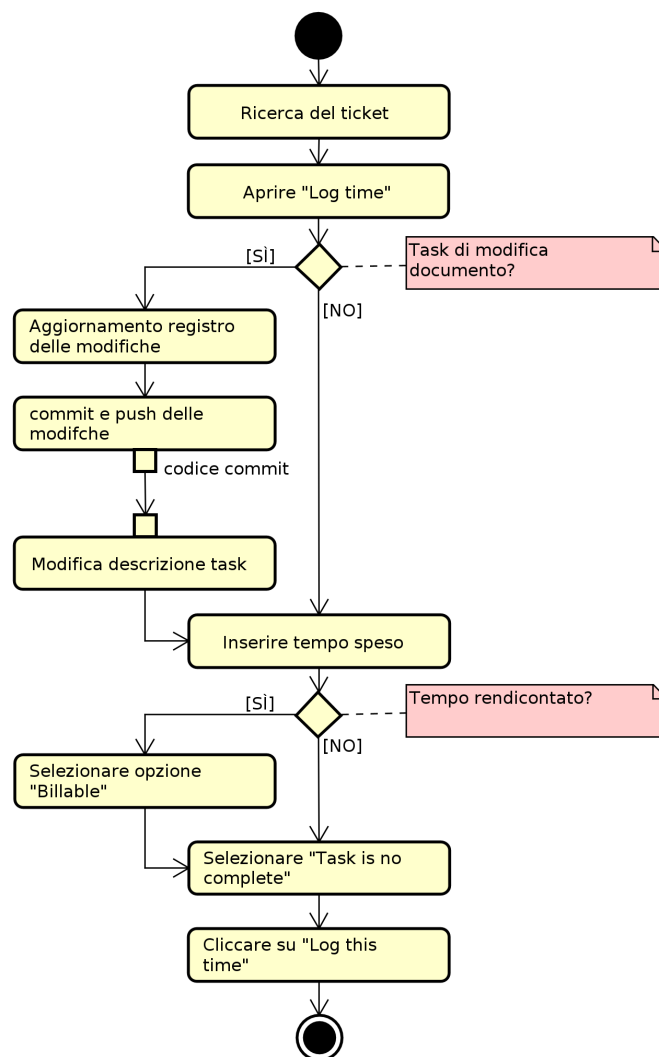 Ricerca del ticket
Aprire "Log time"
[SÌ]
Task di modifica
documento?
[NO]
Aggiornamento registro
delle modifiche
commit e push delle
modifche
codice commit
Modifica descrizione task
Inserire tempo speso
[SÌ]
Tempo rendicontato?
[NO]
Selezionare opzione
"Billable"
Selezionare "Task is no
complete"
Cliccare su "Log this
time"